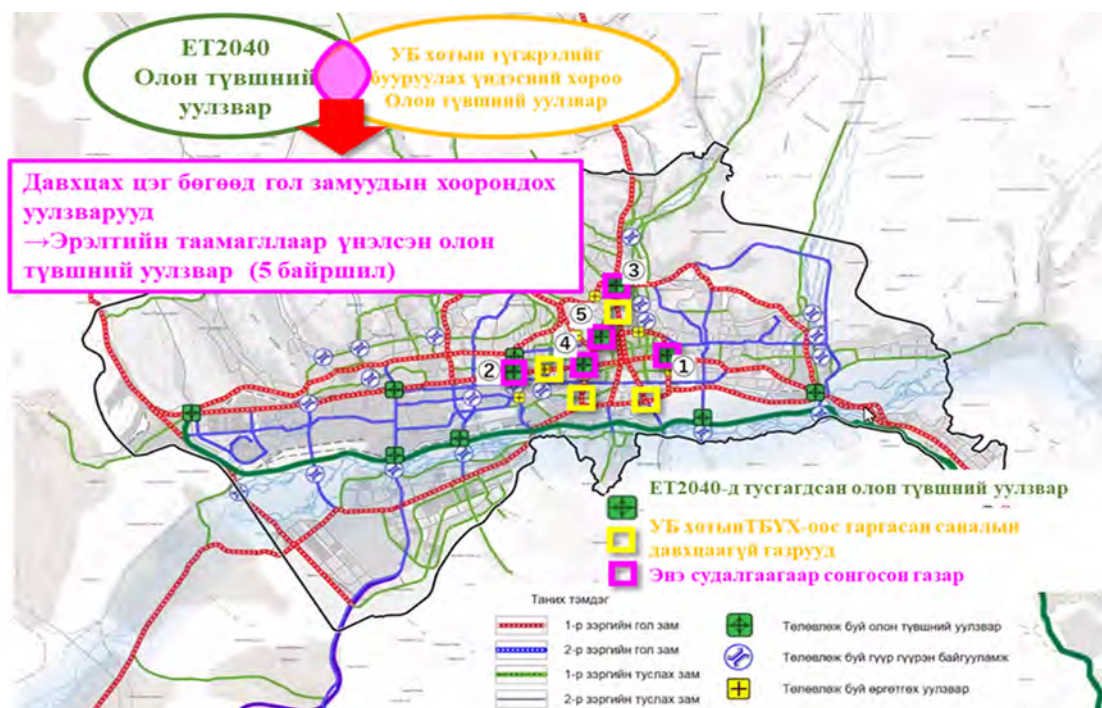 ЕТ2040
Олон түвшний
уулзвар
УБ хотын түгжрэлийг
бууруулах үндэсний хороо
Олон түвшний уулзвар
Давхцах цэг бөгөөд гол замуудын хоорондох
уулзварууд
→Эрэлтийн таамагллаар үнэлсэн олон
түвшний уулзвар (5 байршил)
3
5
4
2
1
ЕТ2040-д тусгагдсан олон түвшний уулзвар
УБ хотынТБҮХ-оос гаргасан саналын
давхцаагүй газрууд
Энэ судалгаагаар сонгосон газар
Таних тэмдэг
1-р зэргийн гол зам
2-р зэргийн гол зам
1-р зэргийн туслах зам
2-р зэргийн туслах зам
Төлөвлөж буй олон түвшний уулзвар
Төлөвлөж буй гүүр гүүрэн байгууламж
Төлөвлөж буй өргөтгөх уулзвар